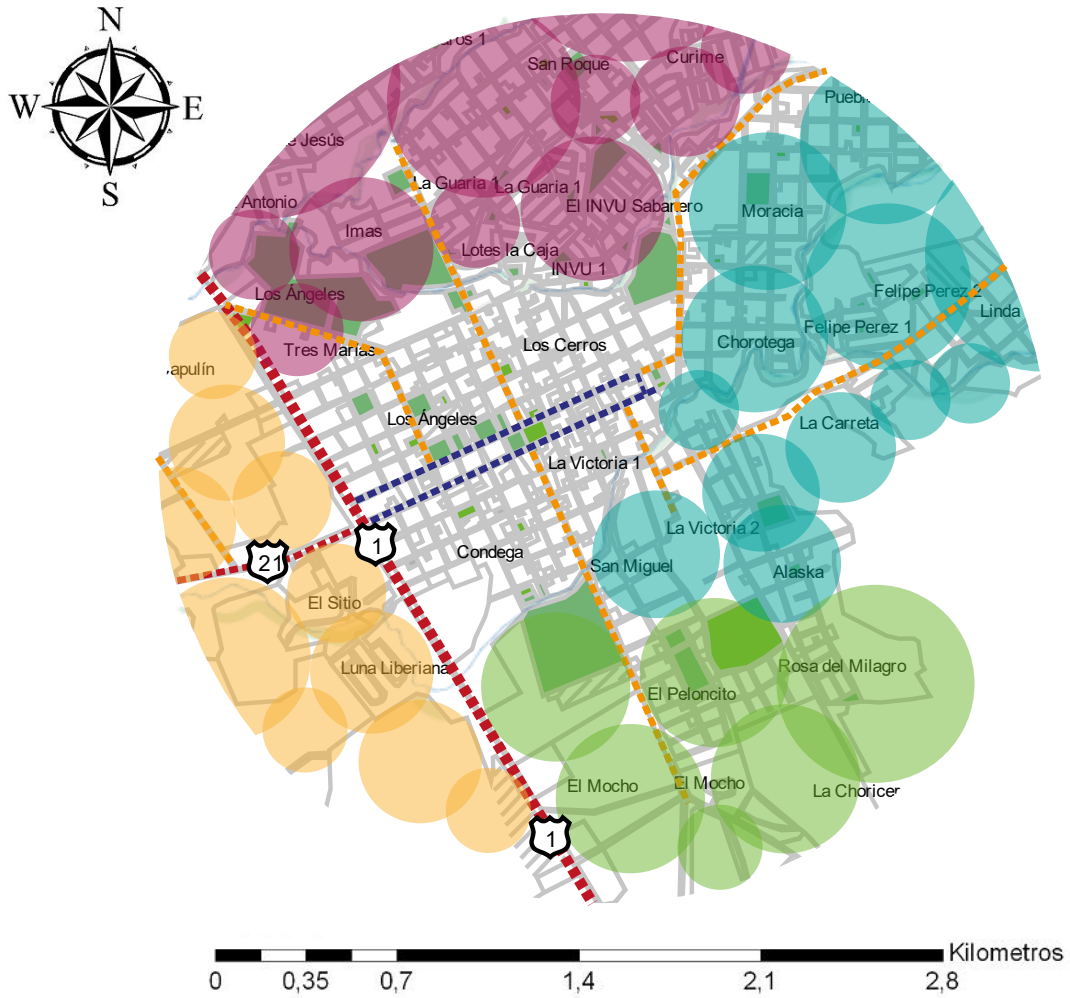 N
W
E
S
San Roque
Curime
Jesús
La Guaria 1
La Guaria 1
Antonio
El INVU Sabanero
Moracia
Imas
Lotes la Caja
INVU 1
Los Ángeles
Felipe Perez 2
Linda
Felipe Perez 1
Tres Marías
Los Cerros
Chorotega
Los Ángeles
La Carreta
La Victoria 1
La Victoria 2
1
21
Condega
San Miguel
Alaska
El Sitio
Luna Liberiana
Rosa del Milagro
El Peloncito
El Mocho
El Mocho
1
Kilometros
0
0,35
0,7
1,4
2,1
2,8